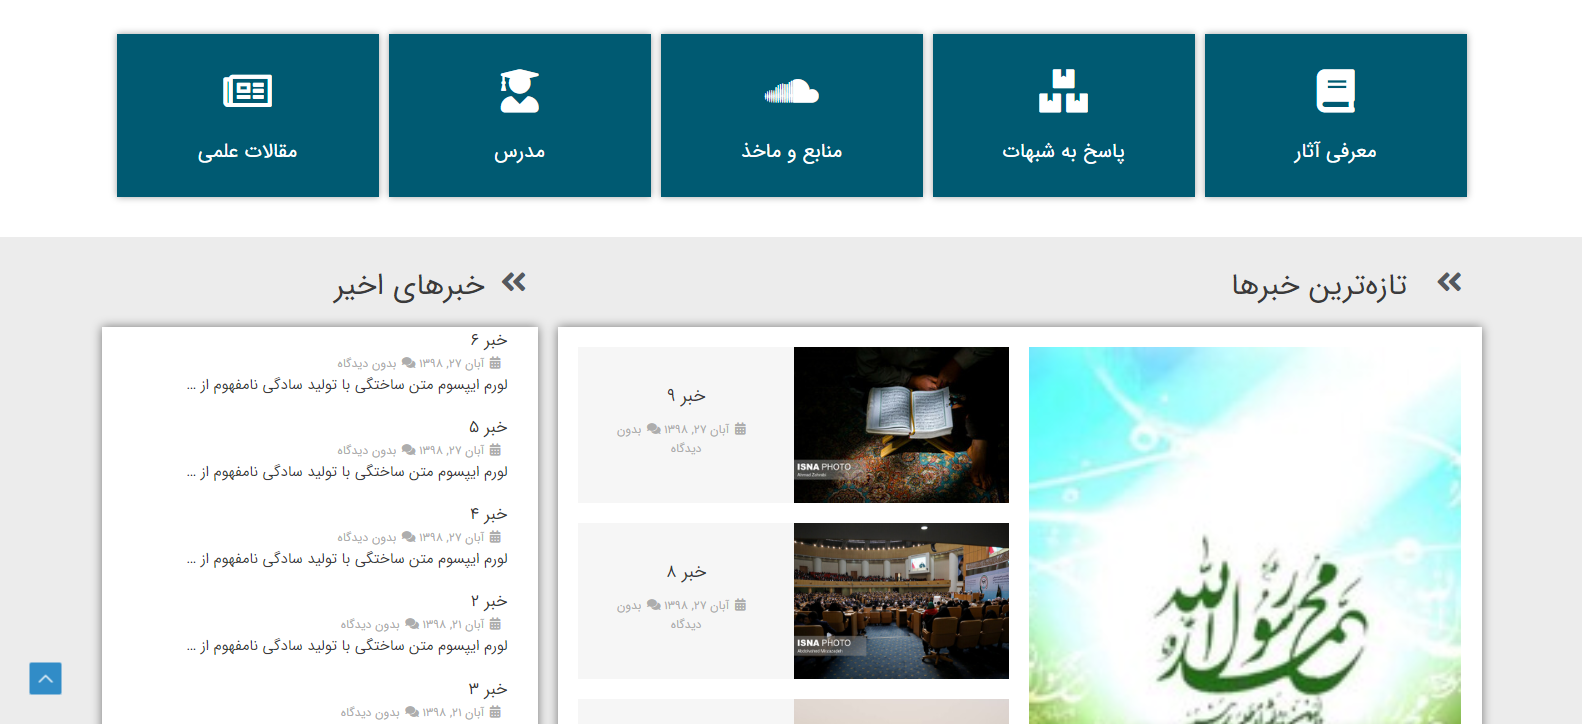 معرفی آثار
پاسخ به شبهات
منابع و ماخذ
مدرس
مقالات علمی
تازه‌ترین خبرها
محمد رسول الله
خبر ۹
آبان ۲۷, ۱۳۹۸ بدون
دیدگاه
ISNA PHOTO
خبر ۸
آبان ۲۷, ۱۳۹۸ بدون
دیدگاه
ISNA PHOTO
خبرهای اخیر
خبر ۶
آبان ۲۷, ۱۳۹۸ بدون دیدگاه
لورم ایپسوم متن ساختگی با تولید سادگی نامفهوم از ...
خبر ۵
آبان ۲۷, ۱۳۹۸ بدون دیدگاه
لورم ایپسوم متن ساختگی با تولید سادگی نامفهوم از ...
خبر ۴
آبان ۲۷, ۱۳۹۸ بدون دیدگاه
لورم ایپسوم متن ساختگی با تولید سادگی نامفهوم از ...
خبر ۲
آبان ۲۱, ۱۳۹۸ بدون دیدگاه
لورم ایپسوم متن ساختگی با تولید سادگی نامفهوم از ...
خبر ۳
آبان ۲۱, ۱۳۹۸ بدون دیدگاه